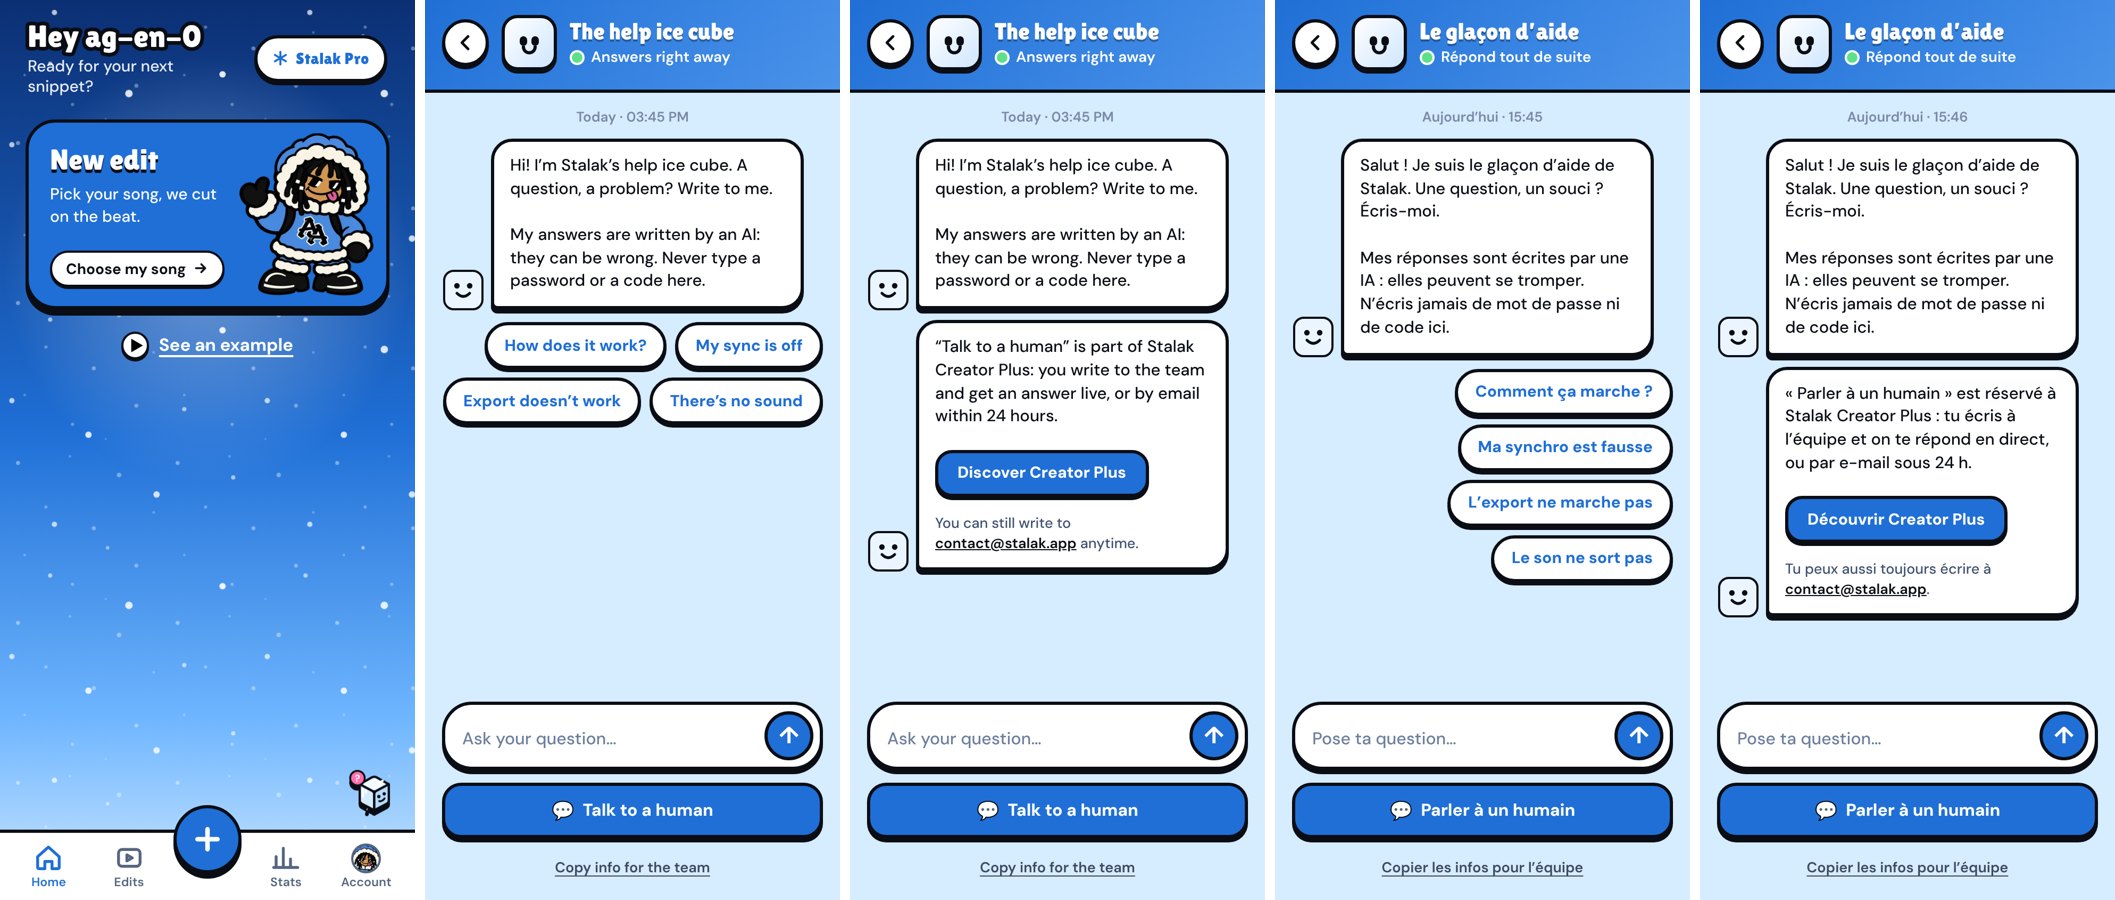 Hey ag-en-0
Ready for your next
snippet?
Stalak Pro
New edit
Pick your song, we cut
on the beat.
Choose my song →
AA
See an example
?
Home
Edits
Stats
Account
The help ice cube
Answers right away
Today · 03:45 PM
Hi! I'm Stalak's help ice cube. A
question, a problem? Write to me.
My answers are written by an AI:
they can be wrong. Never type a
password or a code here.
How does it work?
My sync is off
Export doesn't work
There's no sound
Ask your question...
Talk to a human
Copy info for the team
The help ice cube
Answers right away
Today · 03:45 PM
Hi! I'm Stalak's help ice cube. A
question, a problem? Write to me.
My answers are written by an AI:
they can be wrong. Never type a
password or a code here.
“Talk to a human” is part of Stalak
Creator Plus: you write to the team
and get an answer live, or by email
within 24 hours.
Discover Creator Plus
You can still write to
contact@stalak.app anytime.
Ask your question...
Talk to a human
Copy info for the team
Le glaçon d'aide
Répond tout de suite
Aujourd'hui · 15:45
Salut ! Je suis le glaçon d'aide de
Stalak. Une question, un souci ?
Écris-moi.
Mes réponses sont écrites par une
IA : elles peuvent se tromper.
N'écris jamais de mot de passe ni
de code ici.
Comment ça marche ?
Ma synchro est fausse
L'export ne marche pas
Le son ne sort pas
Pose ta question...
Parler à un humain
Copier les infos pour l'équipe
Le glaçon d'aide
Répond tout de suite
Aujourd'hui · 15:46
Salut ! Je suis le glaçon d'aide de
Stalak. Une question, un souci ?
Écris-moi.
Mes réponses sont écrites par une
IA : elles peuvent se tromper.
N'écris jamais de mot de passe ni
de code ici.
« Parler à un humain » est réservé à
Stalak Creator Plus : tu écris à
l'équipe et on te répond en direct,
ou par e-mail sous 24 h.
Découvrir Creator Plus
Tu peux aussi toujours écrire à
contact@stalak.app.
Pose ta question...
Parler à un humain
Copier les infos pour l'équipe